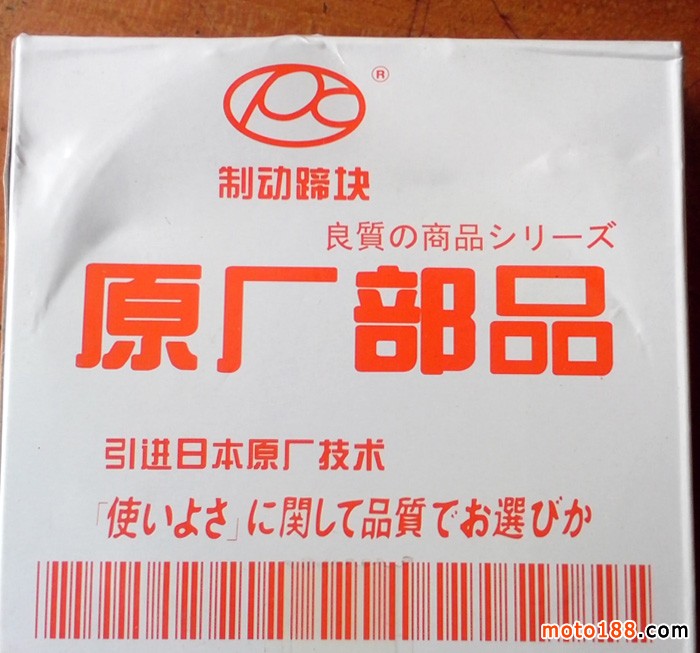 ®
制动蹄块
良質の商品シリーズ
原厂部品
引进日本原厂技术
「使いよさ」に関して品質でお選びか
moto188.com